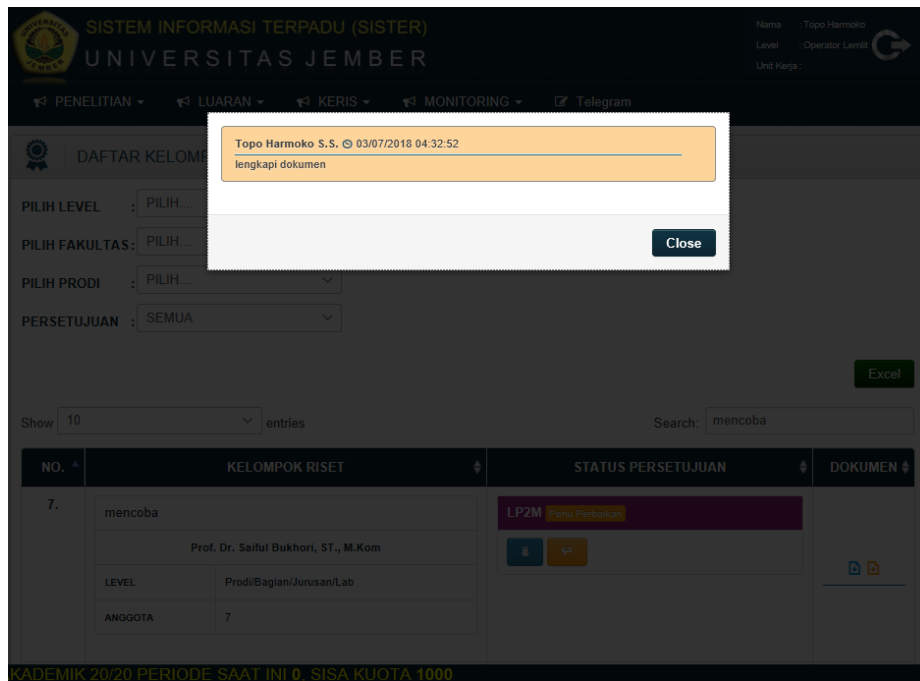 SISTEM INFORMASI TERPADU (SISTER)
UNIVERSITAS JEMBER
Nama : Topo Harmoko
Level : Operator Lemlit
Unit Kerja :
PENELITIAN LUARAN KERIS MONITORING Telegram
Topo Harmoko S.S. 03/07/2018 04:32:52
lengkapi dokumen
Close
DAFTAR KELOMP
PILIH LEVEL : PILIH....
PILIH FAKULTAS : PILIH....
PILIH PRODI : PILIH....
PERSETUJUAN : SEMUA
Excel
Show 10 entries Search: mencoba
NO. KELOMPOK RISET STATUS PERSETUJUAN DOKUMEN
7. mencoba LP2M Perlu Perbaikan
Prof. Dr. Saiful Bukhori, ST., M.Kom
LEVEL Prodi/Bagian/Jurusan/Lab
ANGGOTA 7
KADEMIK 20/20 PERIODE SAAT INI 0. SISA KUOTA 1000